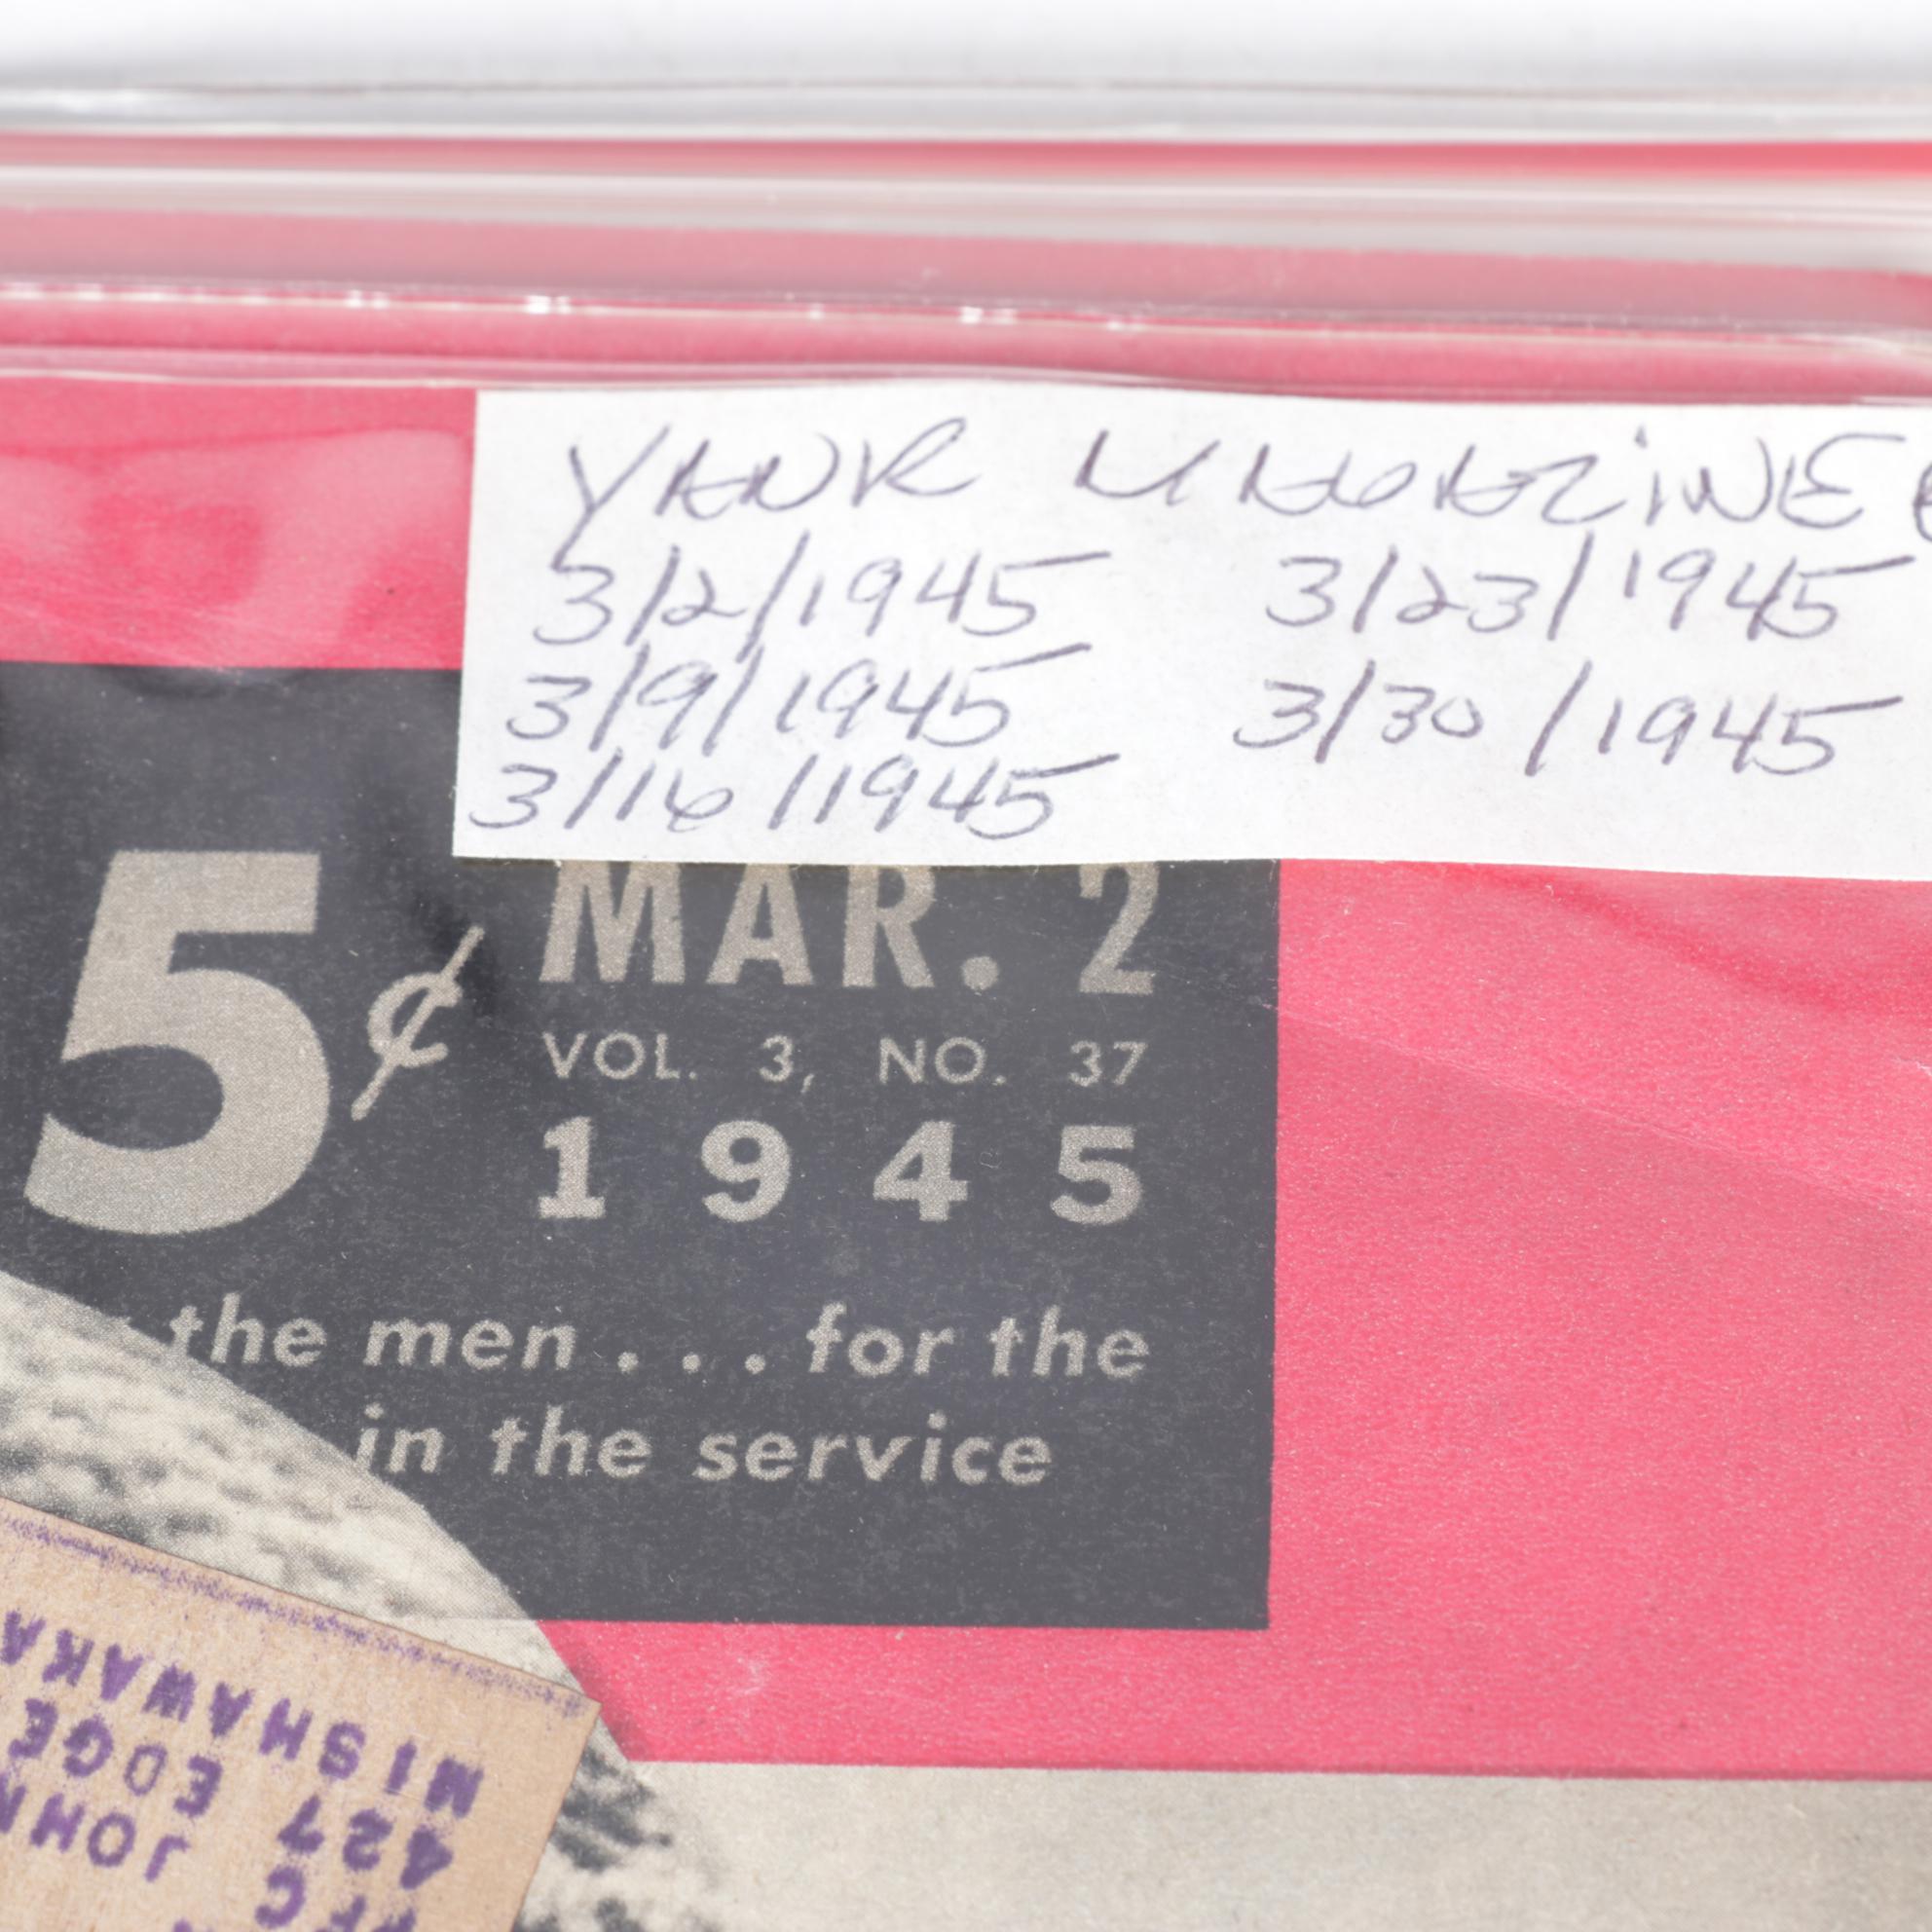 YANK MAGAZINE
3/2/1945 3/23/1945
3/9/1945 3/30/1945
3/16/1945
5¢ MAR. 2
VOL. 3, NO. 37
1945
the men . . . for the
in the service
MISHAWAKA
427 EDGE
JOHN
PFC